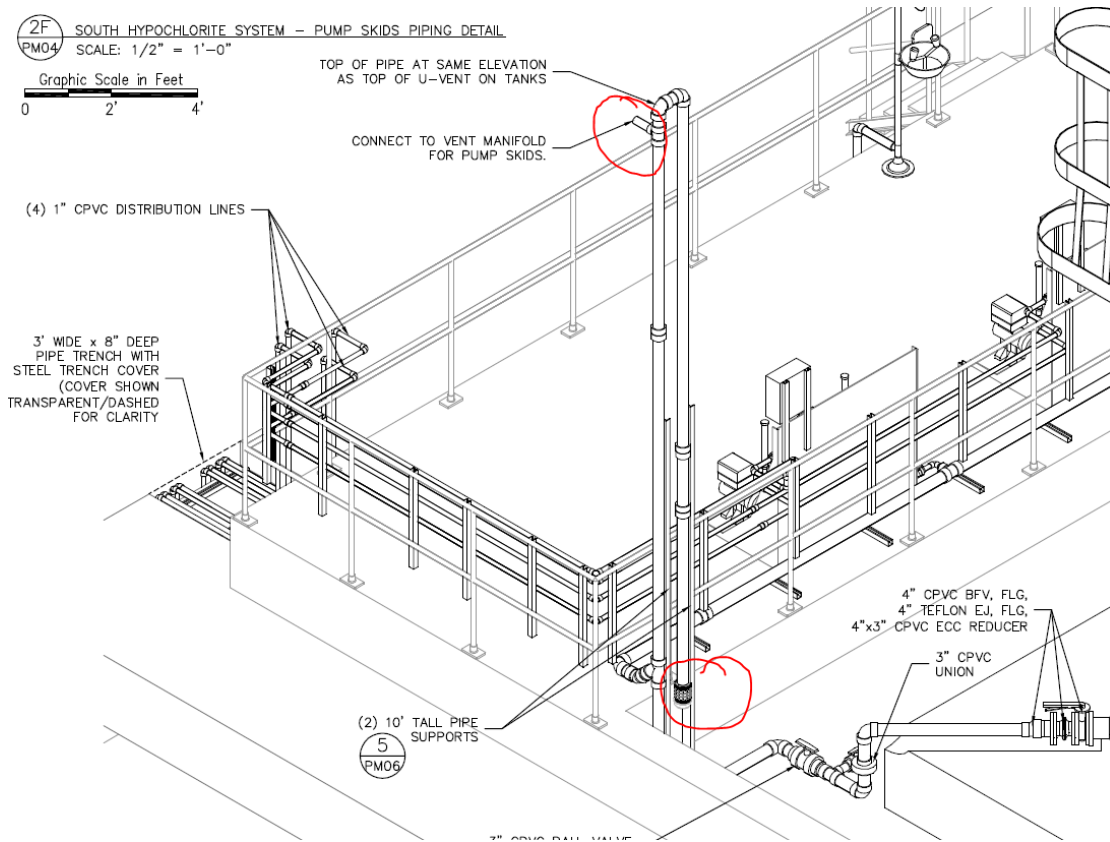 2F
PM04
SOUTH HYPOCHLORITE SYSTEM – PUMP SKIDS PIPING DETAIL
SCALE: 1/2" = 1'–0"
Graphic Scale in Feet
0 2' 4'
TOP OF PIPE AT SAME ELEVATION
AS TOP OF U–VENT ON TANKS
CONNECT TO VENT MANIFOLD
FOR PUMP SKIDS.
(4) 1" CPVC DISTRIBUTION LINES
3' WIDE x 8" DEEP
PIPE TRENCH WITH
STEEL TRENCH COVER
(COVER SHOWN
TRANSPARENT/DASHED
FOR CLARITY
4" CPVC BFV, FLG,
4" TEFLON EJ, FLG,
4"x3" CPVC ECC REDUCER
3" CPVC
UNION
(2) 10' TALL PIPE
SUPPORTS
5
PM06
3" CPVC BALL VALVE